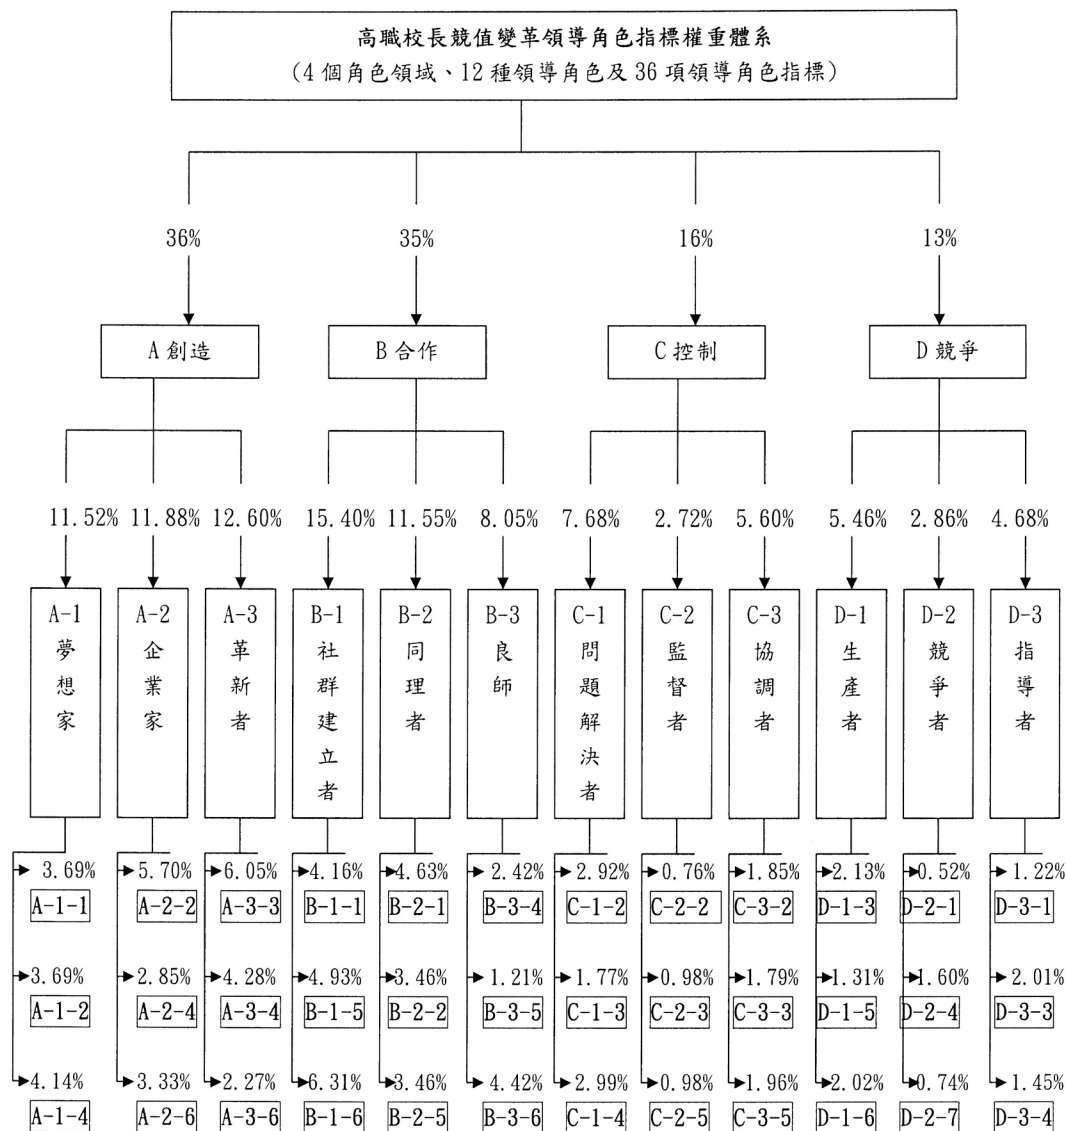 高職校長競值變革領導角色指標權重體系
(4 個角色領域、12 種領導角色及 36 項領導角色指標)
36% 35% 16% 13%
A 創造 B 合作 C 控制 D 競爭
11.52% 11.88% 12.60% 15.40% 11.55% 8.05% 7.68% 2.72% 5.60% 5.46% 2.86% 4.68%
A-1 夢想家
A-2 企業家
A-3 革新者
B-1 社群建立者
B-2 同理者
B-3 良師
C-1 問題解決者
C-2 監督者
C-3 協調者
D-1 生產者
D-2 競爭者
D-3 指導者
3.69% 5.70% 6.05% 4.16% 4.63% 2.42% 2.92% 0.76% 1.85% 2.13% 0.52% 1.22%
A-1-1 A-2-2 A-3-3 B-1-1 B-2-1 B-3-4 C-1-2 C-2-2 C-3-2 D-1-3 D-2-1 D-3-1
3.69% 2.85% 4.28% 4.93% 3.46% 1.21% 1.77% 0.98% 1.79% 1.31% 1.60% 2.01%
A-1-2 A-2-4 A-3-4 B-1-5 B-2-2 B-3-5 C-1-3 C-2-3 C-3-3 D-1-5 D-2-4 D-3-3
4.14% 3.33% 2.27% 6.31% 3.46% 4.42% 2.99% 0.98% 1.96% 2.02% 0.74% 1.45%
A-1-4 A-2-6 A-3-6 B-1-6 B-2-5 B-3-6 C-1-4 C-2-5 C-3-5 D-1-6 D-2-7 D-3-4